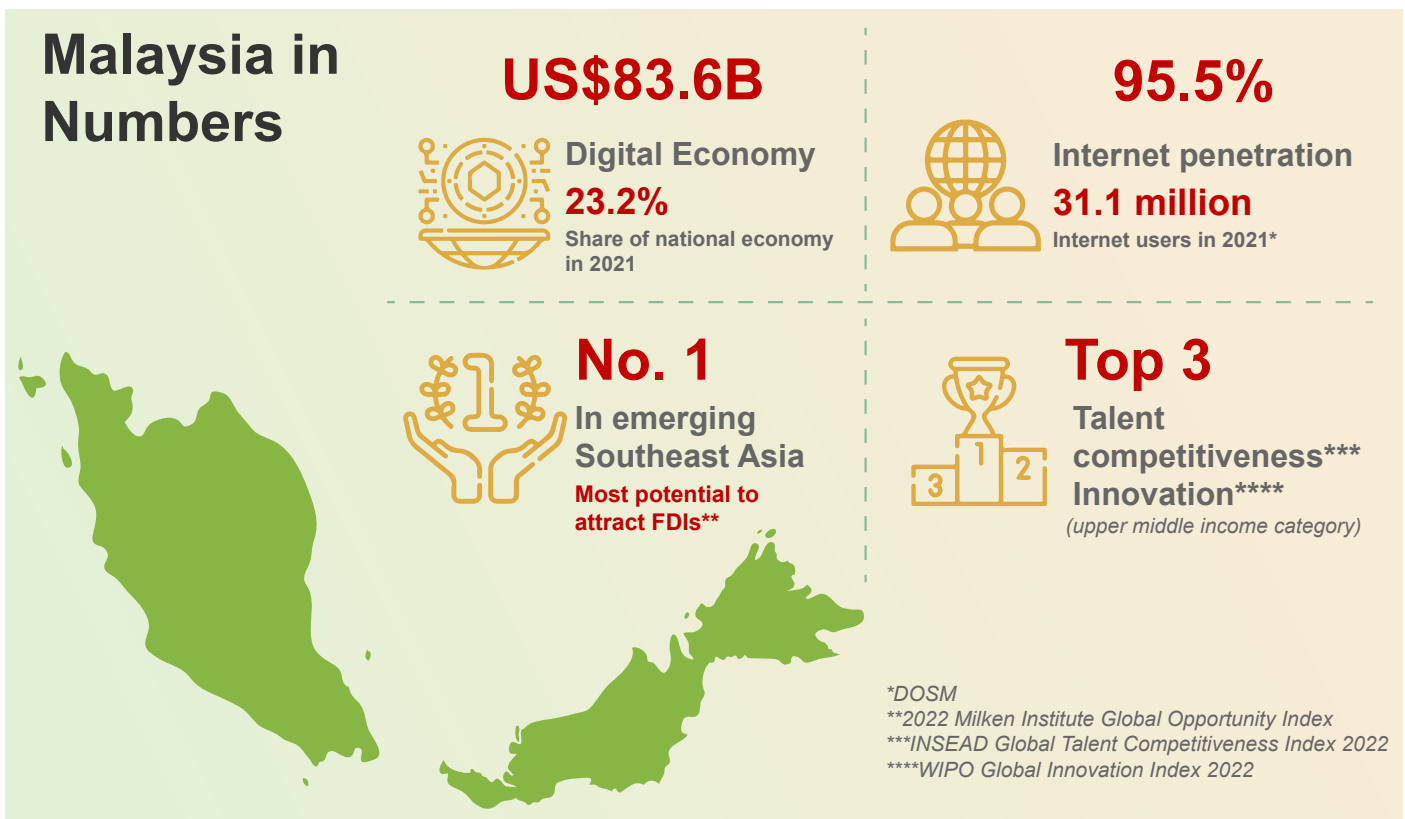 Malaysia in
Numbers
US$83.6B
Digital Economy
23.2%
Share of national economy
in 2021
95.5%
Internet penetration
31.1 million
Internet users in 2021*
1
No. 1
In emerging
Southeast Asia
Most potential to
attract FDIs**
3
1
2
Top 3
Talent
competitiveness***
Innovation****
(upper middle income category)
*DOSM
**2022 Milken Institute Global Opportunity Index
***INSEAD Global Talent Competitiveness Index 2022
****WIPO Global Innovation Index 2022